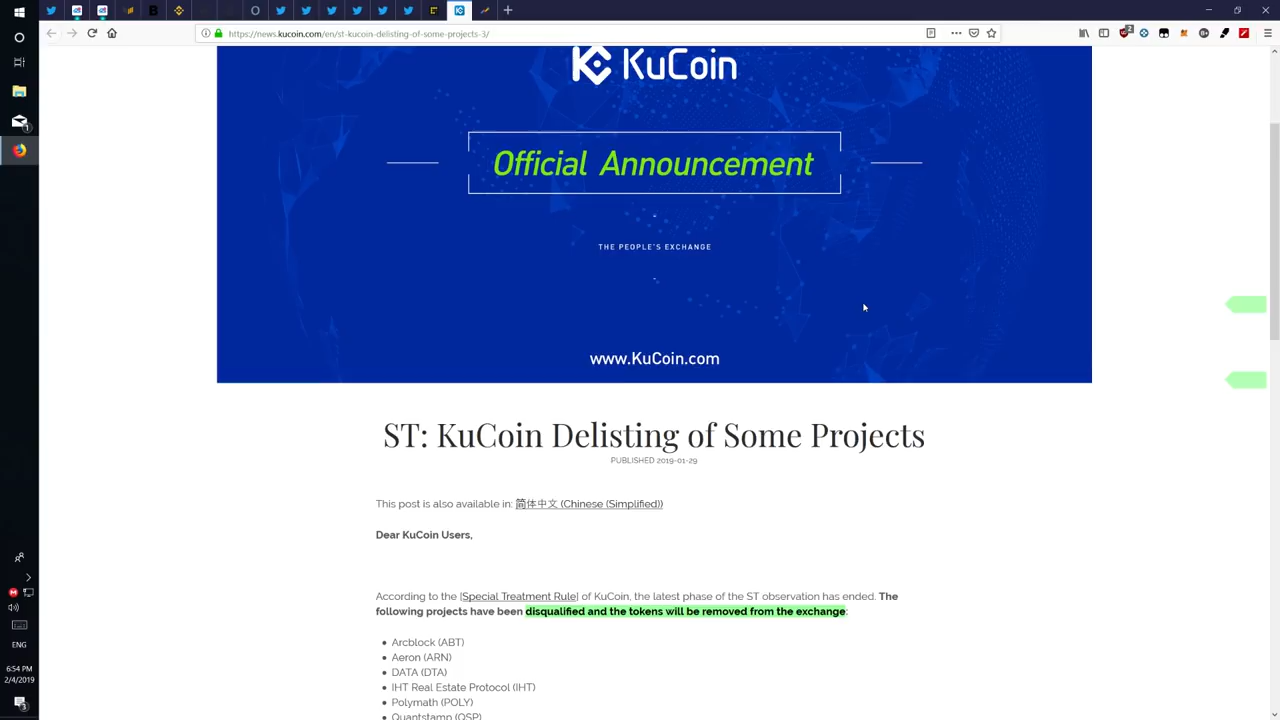 https://news.kucoin.com/en/st-kucoin-delisting-of-some-projects-3/
KuCoin
Official Announcement
THE PEOPLE'S EXCHANGE
www.KuCoin.com
ST: KuCoin Delisting of Some Projects
PUBLISHED 2019-01-29
This post is also available in: 简体中文 (Chinese (Simplified))
Dear KuCoin Users,
According to the [Special Treatment Rule] of KuCoin, the latest phase of the ST observation has ended. The
following projects have been disqualified and the tokens will be removed from the exchange:
Arcblock (ABT)
Aeron (ARN)
DATA (DTA)
IHT Real Estate Protocol (IHT)
Polymath (POLY)
Quantstamp (QSP)
ENG
6:54 PM
2/4/2019